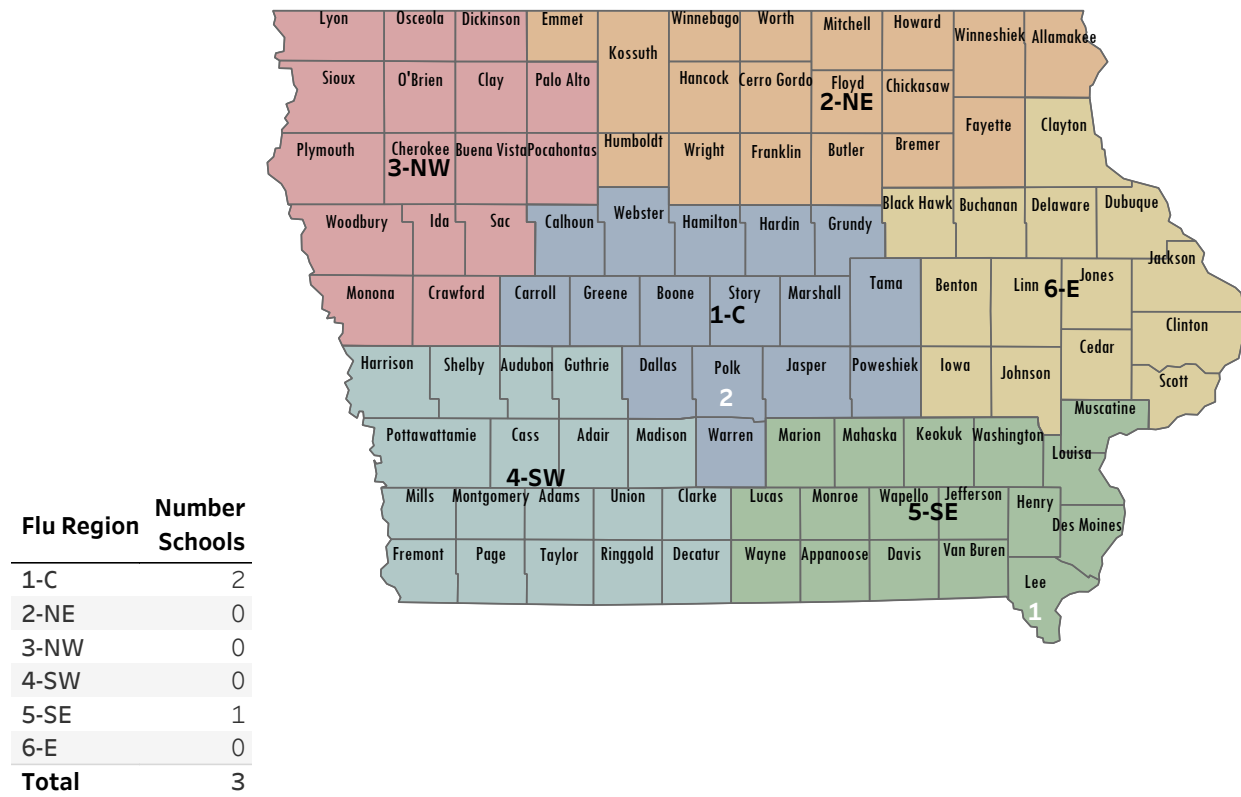 Lyon Osceola Dickinson Emmet Winnebago Worth Mitchell Howard Winneshiek Allamakee
Kossuth
Sioux O'Brien Clay Palo Alto Hancock Cerro Gordo Floyd Chickasaw
2-NE
Fayette Clayton
Plymouth Cherokee Buena Vista Pocahontas Humboldt Wright Franklin Butler Bremer
3-NW
Woodbury Ida Sac Calhoun Webster Hamilton Hardin Grundy Black Hawk Buchanan Delaware Dubuque
Jackson
Monona Crawford Carroll Greene Boone Story Marshall Tama Benton Linn 6-E Jones
1-C
Clinton
Harrison Shelby Audubon Guthrie Dallas Polk Jasper Poweshiek Iowa Johnson Cedar
2
Scott
Muscatine
Pottawattamie Cass Adair Madison Warren Marion Mahaska Keokuk Washington
Louisa
4-SW
Mills Montgomery Adams Union Clarke Lucas Monroe Wapello Jefferson Henry
5-SE
Des Moines
Fremont Page Taylor Ringgold Decatur Wayne Appanoose Davis Van Buren
Lee
1
Flu Region Number Schools
1-C 2
2-NE 0
3-NW 0
4-SW 0
5-SE 1
6-E 0
Total 3